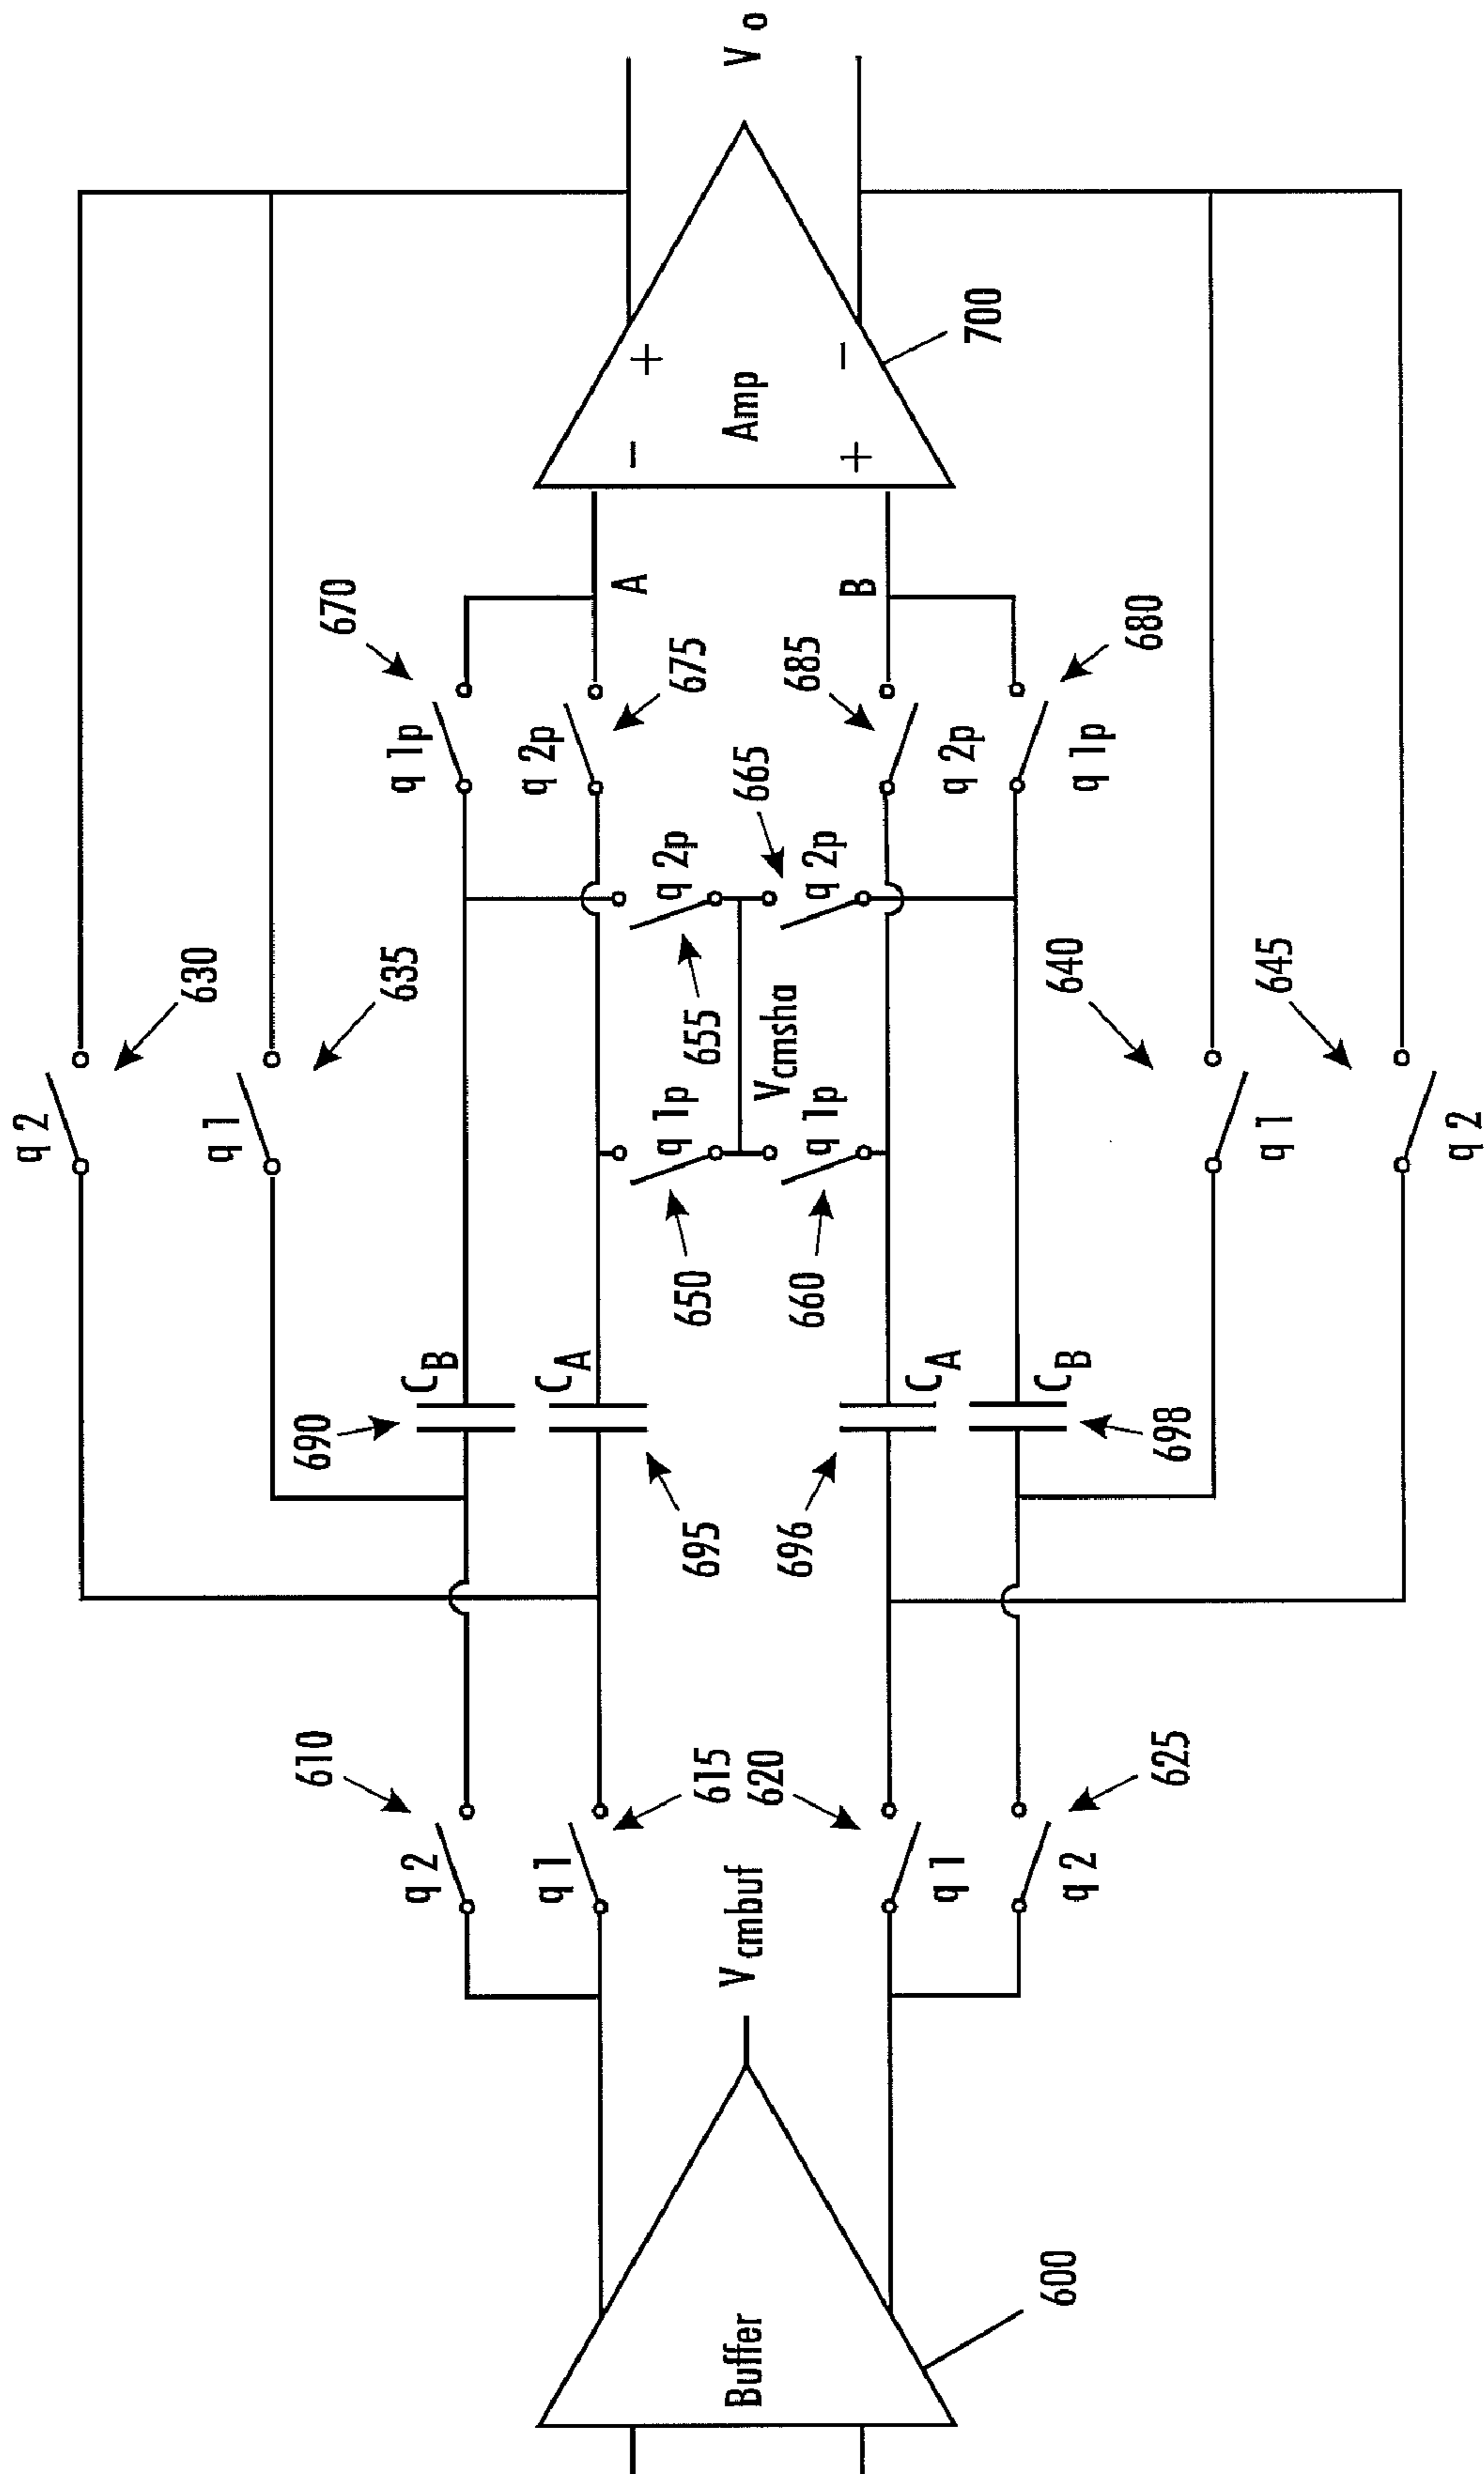 Buffer
600
V cmbuf
610
q 2
q 1
615
620
q 1
q 2
625
690
C B
C A
695
696
C A
C B
698
q 2
630
q 1
635
640
q 1
645
q 2
650
q 1p
660
q 1p
V cmsha
655
q 2p
665
q 2p
670
q 1p
q 2p
675
685
q 2p
q 1p
680
A
B
Amp
-
+
+
-
700
V o